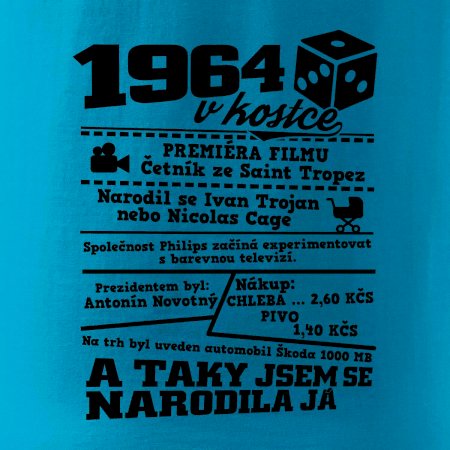 1964
v kostce
PREMIÉRA FILMU
Četník ze Saint Tropez
Narodil se Ivan Trojan
nebo Nicolas Cage
Společnost Philips začíná experimentovat
s barevnou televizí.
Prezidentem byl:
Antonín Novotný
Nákup:
CHLEBA ... 2,60 KČS
PIVO
1,40 KČS
Na trh byl uveden automobil Škoda 1000 MB
A TAKY JSEM SE
NARODILA JÁ